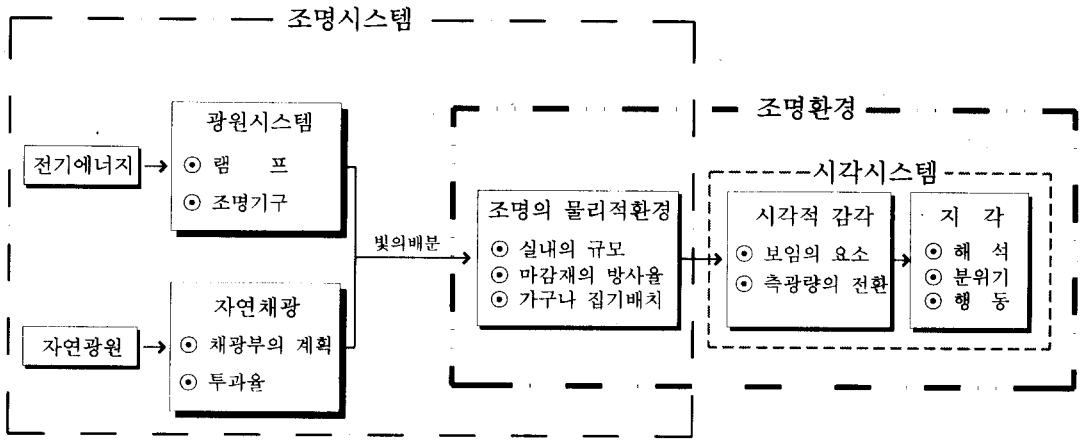 조명시스템
조명환경
전기에너지
광원시스템
⊙ 램 프
⊙ 조명기구
자연광원
자연채광
⊙ 채광부의 계획
⊙ 투과율
빛의배분
조명의 물리적환경
⊙ 실내의 규모
⊙ 마감재의 방사율
⊙ 가구나 집기배치
시각시스템
시각적 감각
⊙ 보임의 요소
⊙ 측광량의 전환
지 각
⊙ 해 석
⊙ 분위기
⊙ 행 동